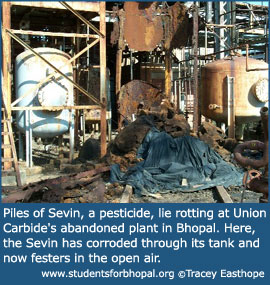 Piles of Sevin, a pesticide, lie rotting at Union
Carbide's abandoned plant in Bhopal. Here,
the Sevin has corroded through its tank and
now festers in the open air.
www.studentsforbhopal.org ©Tracey Easthope